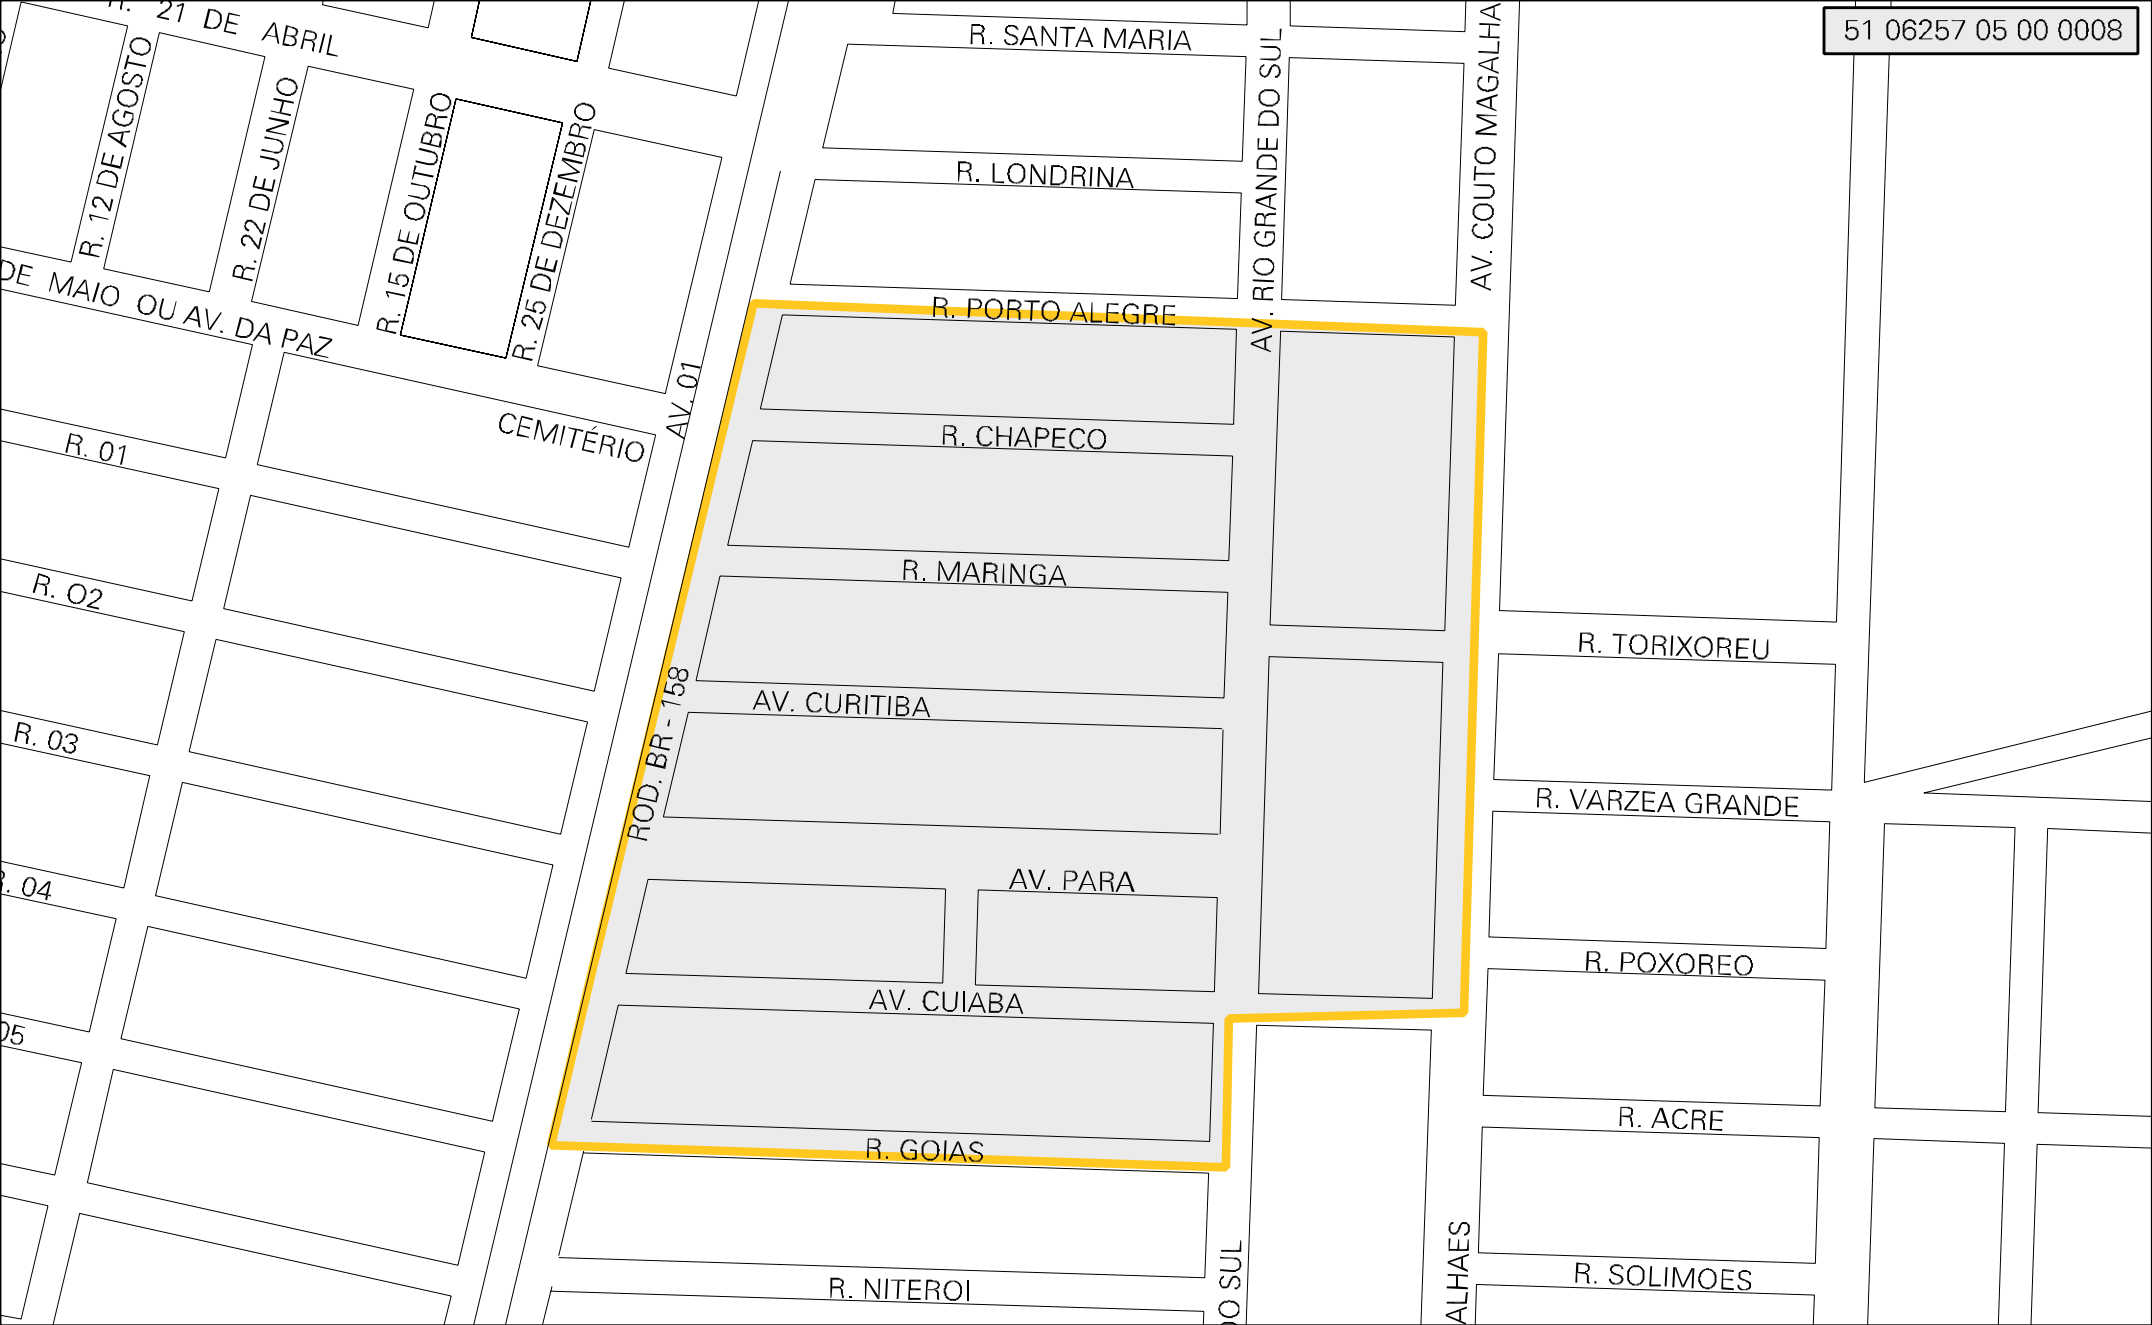 R. 21 DE ABRIL
R. SANTA MARIA
51 06257 05 00 0008
R. 12 DE AGOSTO
R. 22 DE JUNHO
R. 15 DE OUTUBRO
R. 25 DE DEZEMBRO
AV. RIO GRANDE DO SUL
AV. COUTO MAGALHA
R. LONDRINA
DE MAIO OU AV. DA PAZ
R. PORTO ALEGRE
AV. 01
CEMITÉRIO
R. 01
R. CHAPECO
R. MARINGA
R. O2
R. TORIXOREU
ROD. BR - 158
AV. CURITIBA
R. 03
R. VARZEA GRANDE
R. 04
AV. PARA
R. POXOREO
AV. CUIABA
05
R. ACRE
R. GOIAS
DO SUL
ALHAES
R. SOLIMOES
R. NITEROI